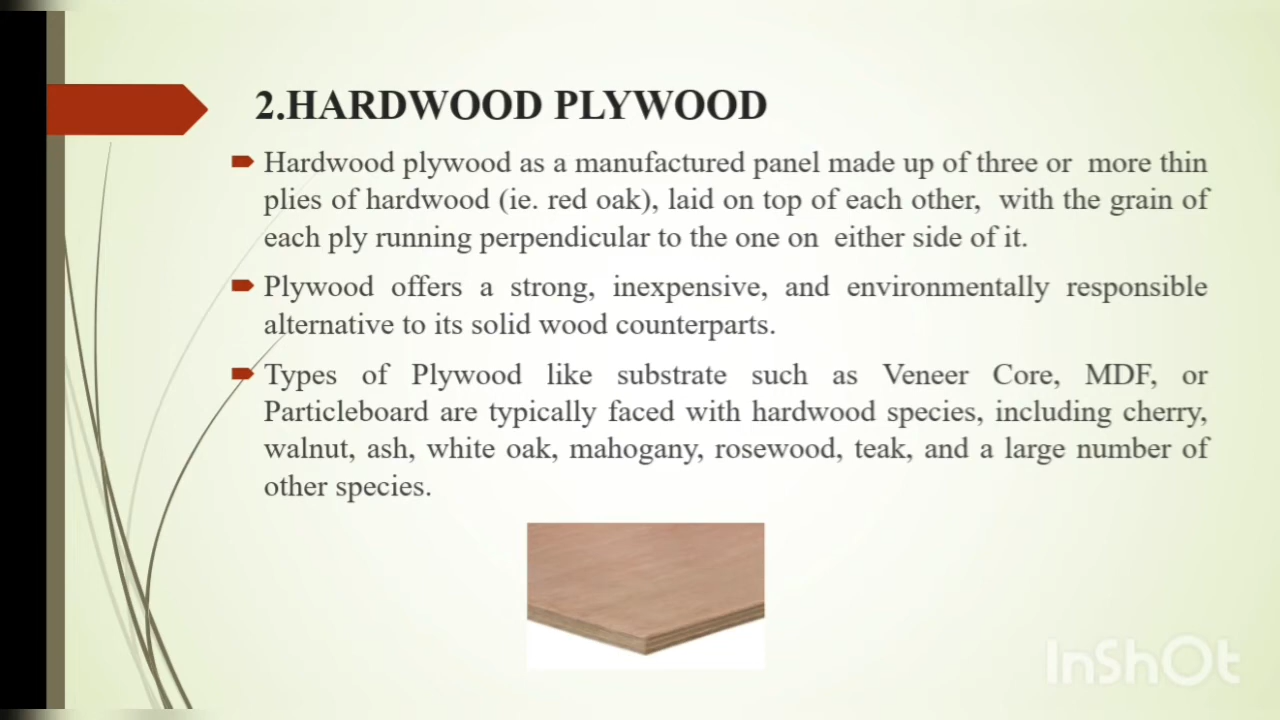 2.HARDWOOD PLYWOOD
Hardwood plywood as a manufactured panel made up of three or more thin
plies of hardwood (ie. red oak), laid on top of each other, with the grain of
each ply running perpendicular to the one on either side of it.
Plywood offers a strong, inexpensive, and environmentally responsible
alternative to its solid wood counterparts.
Types of Plywood like substrate such as Veneer Core, MDF, or
Particleboard are typically faced with hardwood species, including cherry,
walnut, ash, white oak, mahogany, rosewood, teak, and a large number of
other species.
InShOt